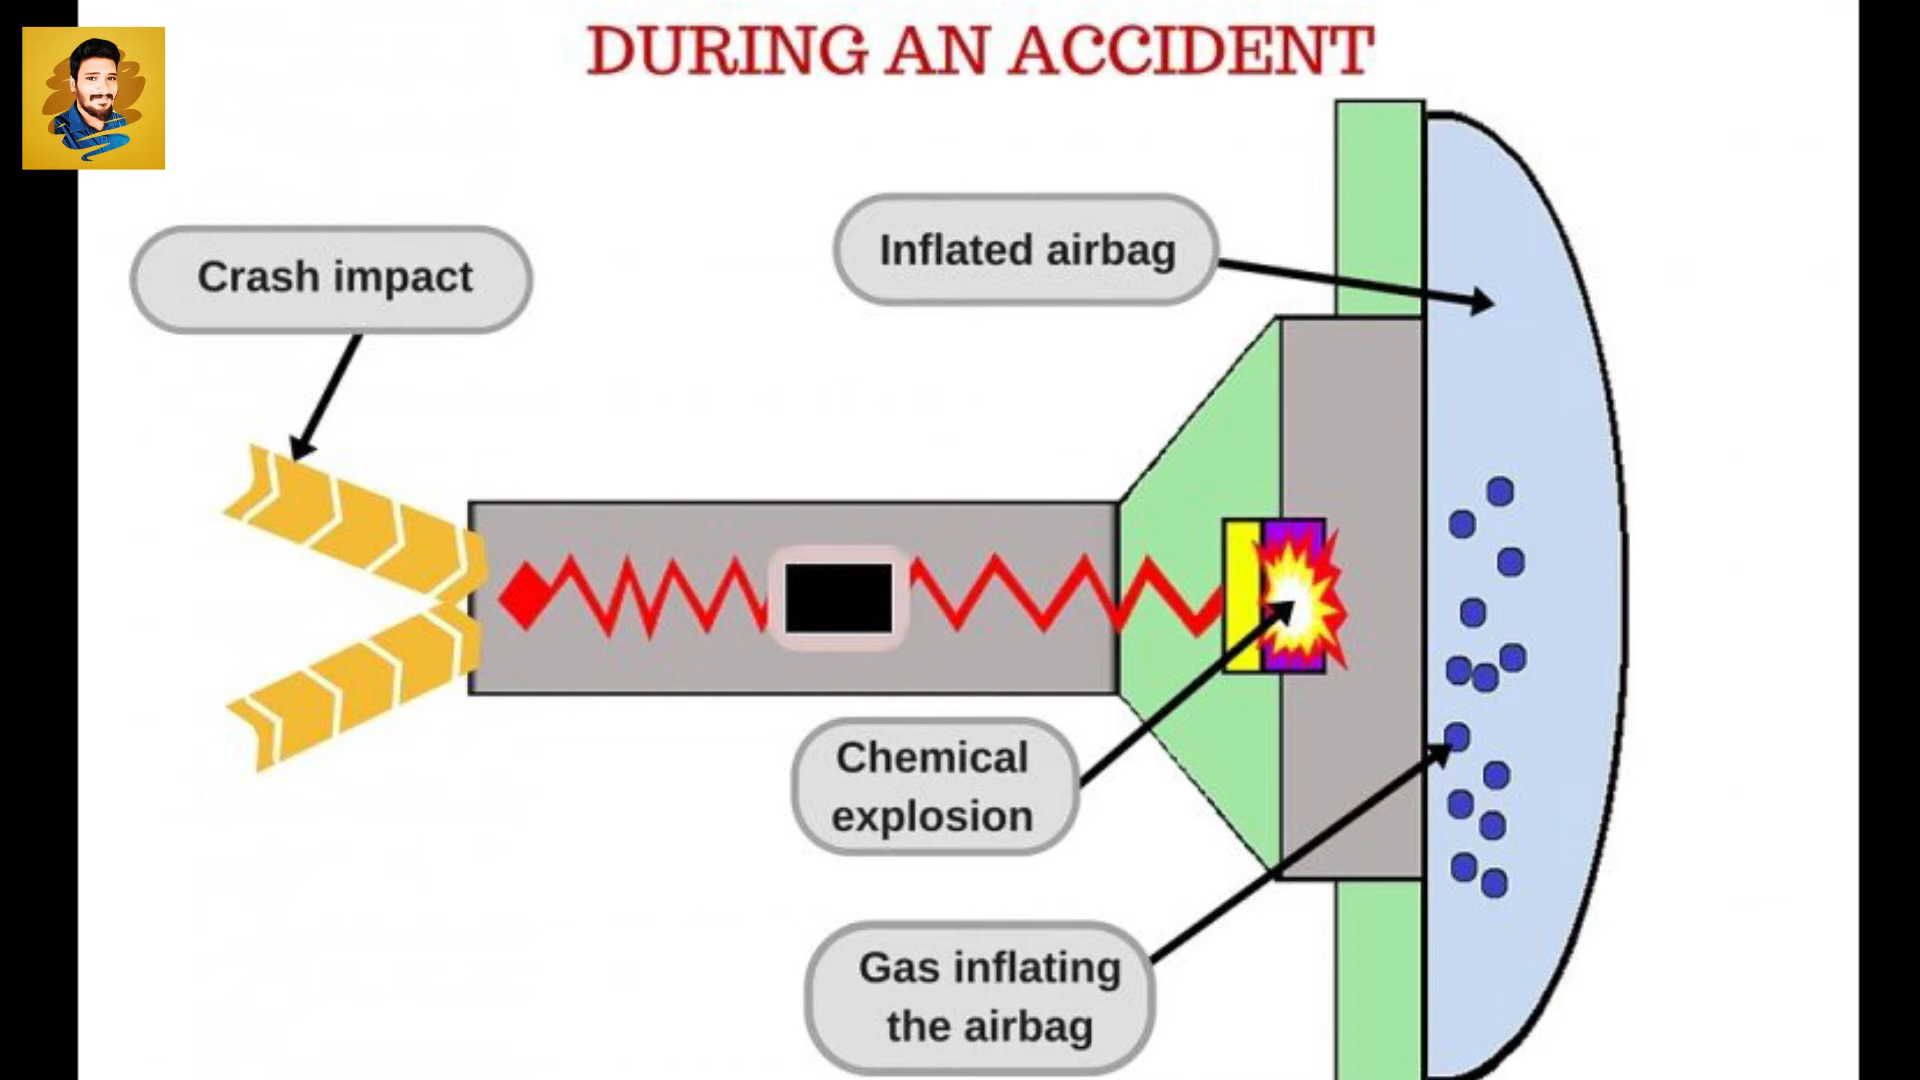 DURING AN ACCIDENT
Crash impact
Inflated airbag
Chemical
explosion
Gas inflating
the airbag